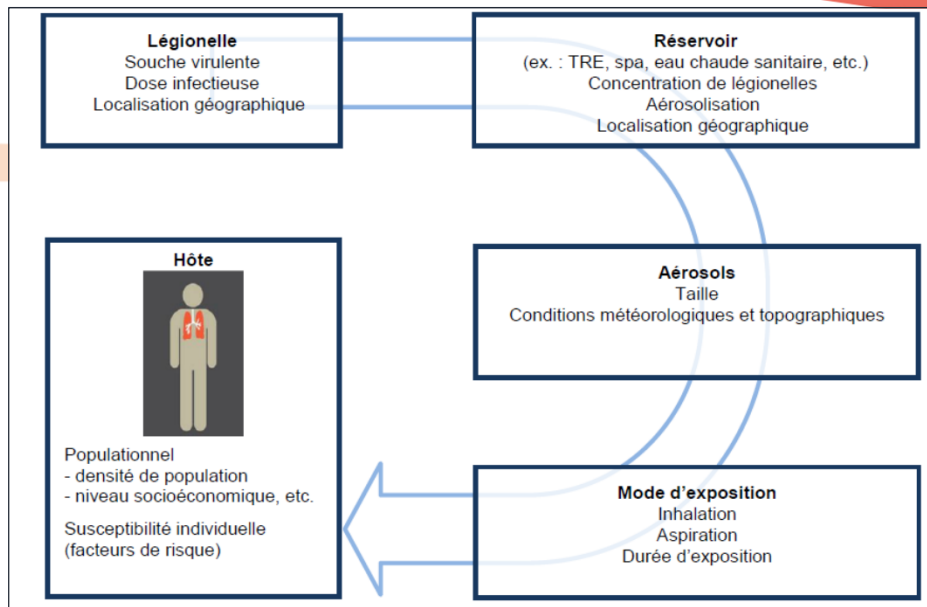 Légionelle
Souche virulente
Dose infectieuse
Localisation géographique
Réservoir
(ex. : TRE, spa, eau chaude sanitaire, etc.)
Concentration de légionelles
Aérosolisation
Localisation géographique
Aérosols
Taille
Conditions météorologiques et topographiques
Mode d'exposition
Inhalation
Aspiration
Durée d'exposition
Hôte
Populationnel
- densité de population
- niveau socioéconomique, etc.
Susceptibilité individuelle
(facteurs de risque)